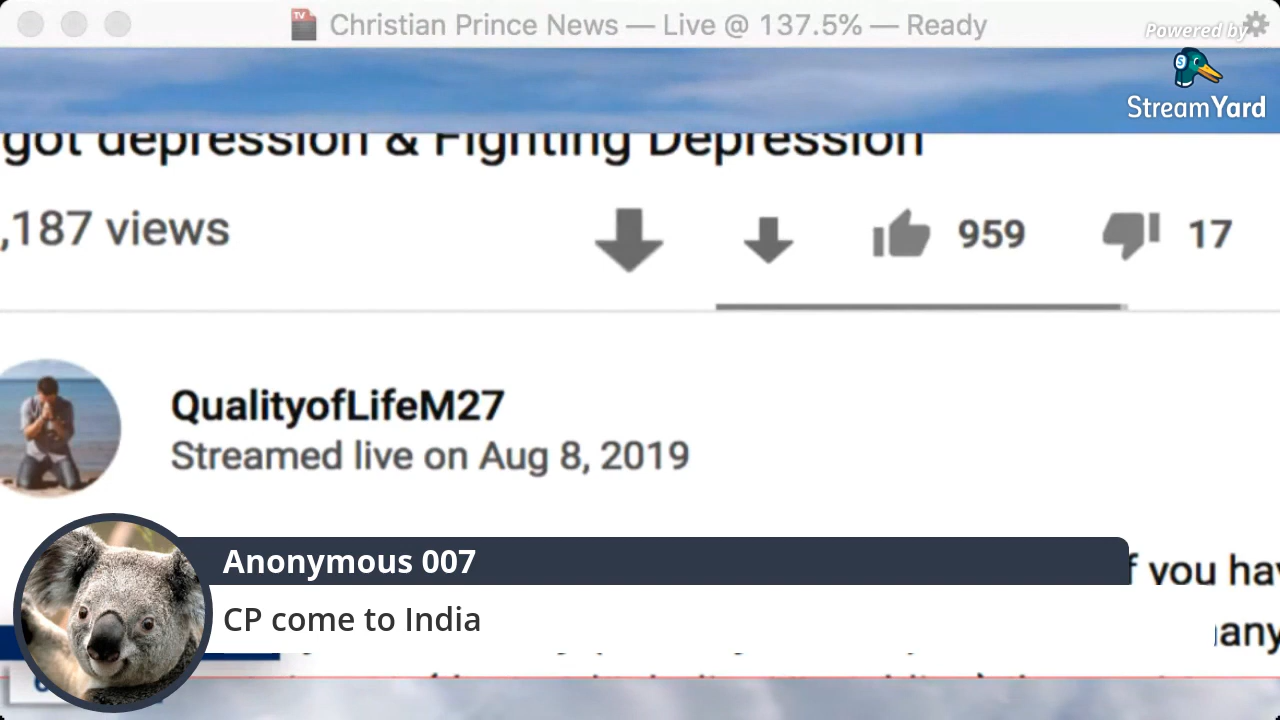 Christian Prince News — Live @ 137.5% — Ready
Powered by
StreamYard
got depression & Fighting Depression
,187 views
959
17
QualityofLifeM27
Streamed live on Aug 8, 2019
Anonymous 007
f you hav
CP come to India
any